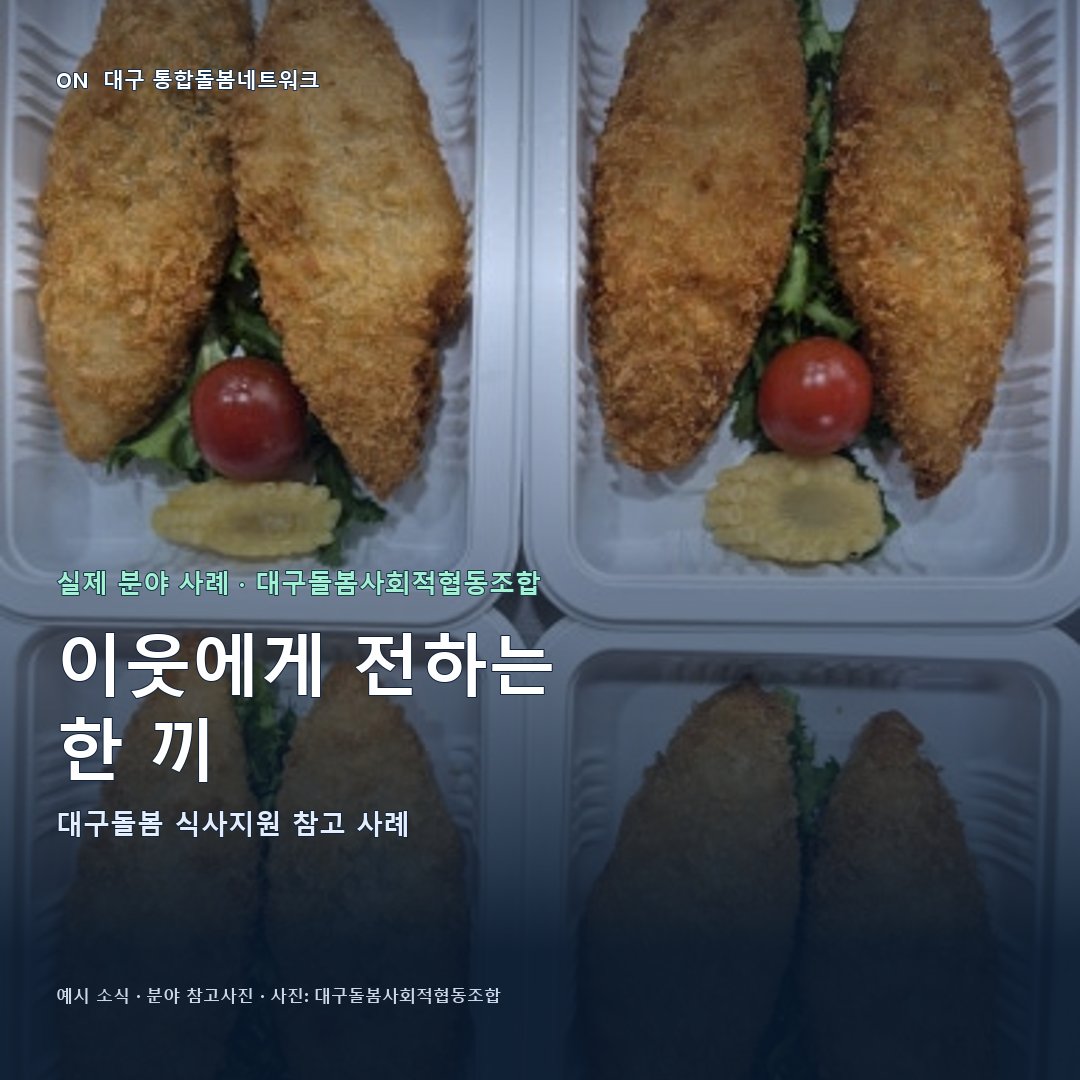 ON 대구 통합돌봄네트워크
실제 분야 사례 · 대구돌봄사회적협동조합
이웃에게 전하는
한 끼
대구돌봄 식사지원 참고 사례
예시 소식 · 분야 참고사진 · 사진: 대구돌봄사회적협동조합